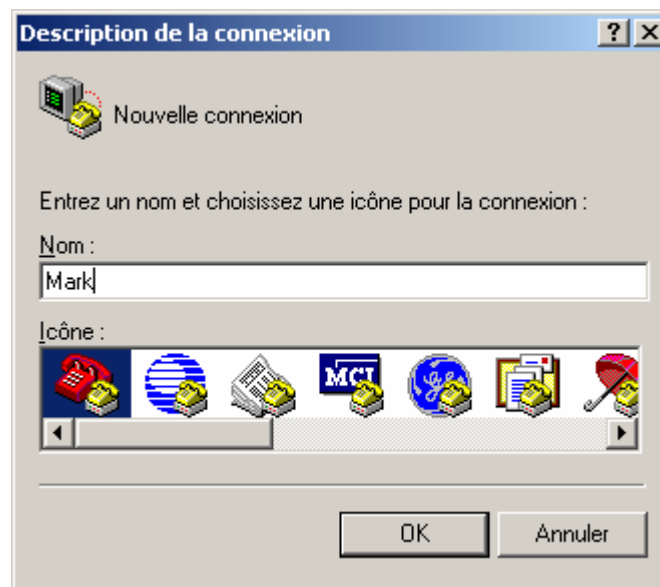 Description de la connexion
Nouvelle connexion
Entrez un nom et choisissez une icône pour la connexion :
Nom :
Mark
Icône :
MCI
OK Annuler